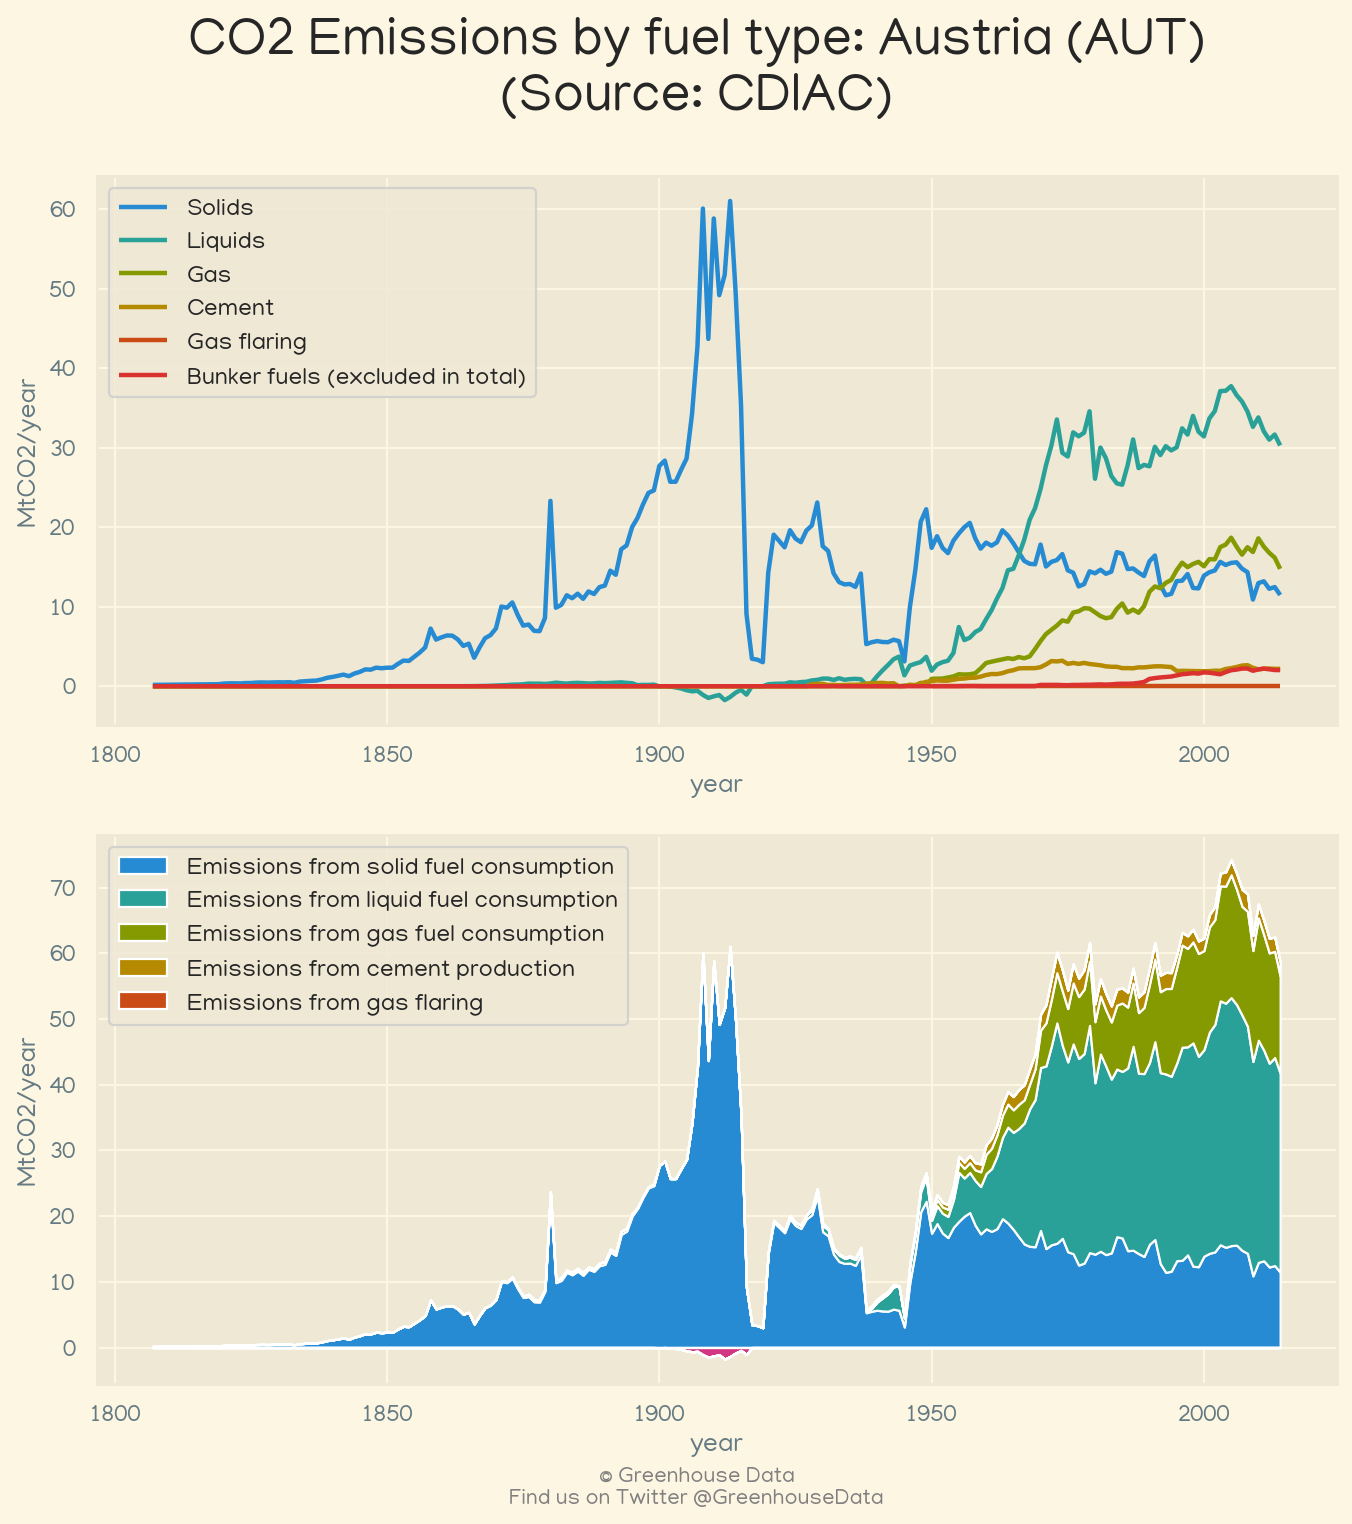 CO2 Emissions by fuel type: Austria (AUT)
(Source: CDIAC)
Solids
Liquids
Gas
Cement
Gas flaring
Bunker fuels (excluded in total)
MtCO2/year
60
50
40
30
20
10
0
1800 1850 1900 1950 2000
year
Emissions from solid fuel consumption
Emissions from liquid fuel consumption
Emissions from gas fuel consumption
Emissions from cement production
Emissions from gas flaring
MtCO2/year
70
60
50
40
30
20
10
0
1800 1850 1900 1950 2000
year
© Greenhouse Data
Find us on Twitter @GreenhouseData